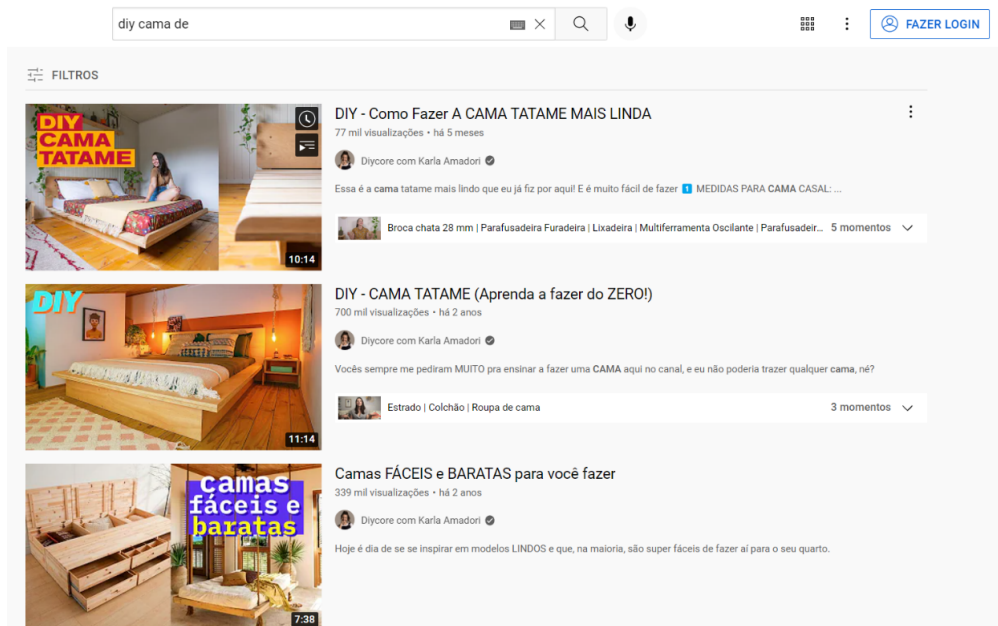 diy cama de
FAZER LOGIN
FILTROS
DIY
CAMA
TATAME
10:14
DIY - Como Fazer A CAMA TATAME MAIS LINDA
77 mil visualizações • há 5 meses
Diycore com Karla Amadori
Essa é a cama tatame mais lindo que eu já fiz por aqui! E é muito fácil de fazer 1️⃣ MEDIDAS PARA CAMA CASAL: ...
Broca chata 28 mm | Parafusadeira Furadeira | Lixadeira | Multiferramenta Oscilante | Parafusadeir... 5 momentos
DIY
11:14
DIY - CAMA TATAME (Aprenda a fazer do ZERO!)
700 mil visualizações • há 2 anos
Diycore com Karla Amadori
Vocês sempre me pediram MUITO pra ensinar a fazer uma CAMA aqui no canal, e eu não poderia trazer qualquer cama, né?
Estrado | Colchão | Roupa de cama 3 momentos
camas
fáceis e
baratas
7:38
Camas FÁCEIS e BARATAS para você fazer
339 mil visualizações • há 2 anos
Diycore com Karla Amadori
Hoje é dia de se se inspirar em modelos LINDOS e que, na maioria, são super fáceis de fazer aí para o seu quarto.